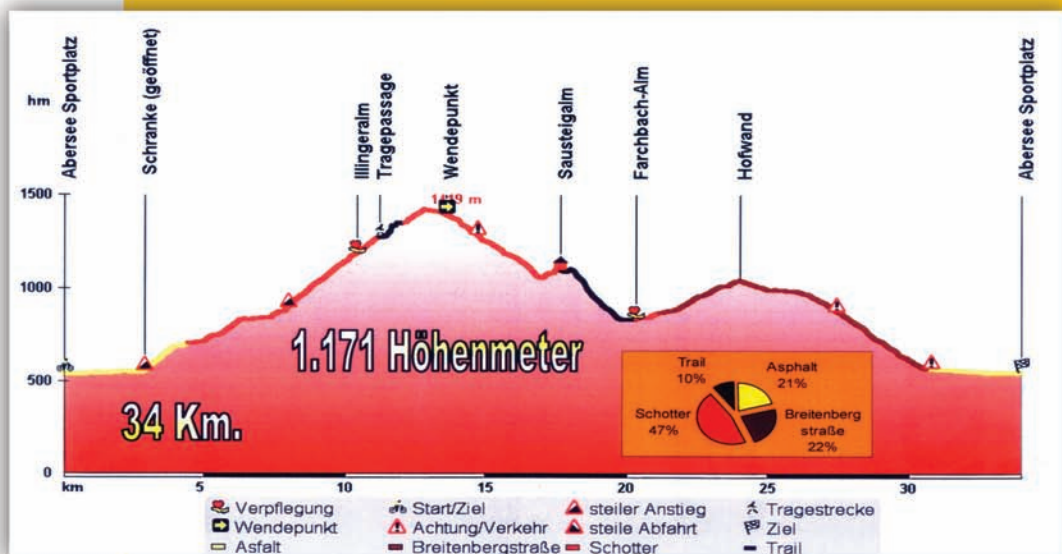 hm
Abersee Sportplatz
Schranke (geöffnet)
Illingeralm
Tragepassage
Wendepunkt
Sausteigalm
Farchbach-Alm
Hofwand
Abersee Sportplatz
1500
1000
500
0
1.171 Höhenmeter
34 Km.
Trail
10%
Asphalt
21%
Schotter
47%
Breitenberg
straße
22%
km 5 10 15 20 25 30
Verpflegung Start/Ziel steiler Anstieg Tragestrecke
Wendepunkt Achtung/Verkehr steile Abfahrt Ziel
Asfalt Breitenbergstraße Schotter Trail